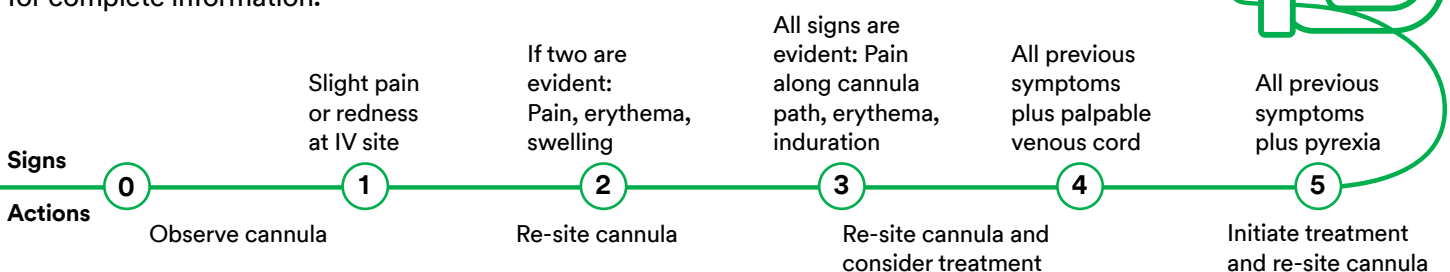 for complete information.
Signs
Actions
0
Slight pain
or redness
at IV site
1
Observe cannula
If two are
evident:
Pain, erythema,
swelling
2
Re-site cannula
All signs are
evident: Pain
along cannula
path, erythema,
induration
3
Re-site cannula and
consider treatment
All previous
symptoms
plus palpable
venous cord
4
All previous
symptoms
plus pyrexia
5
Initiate treatment
and re-site cannula